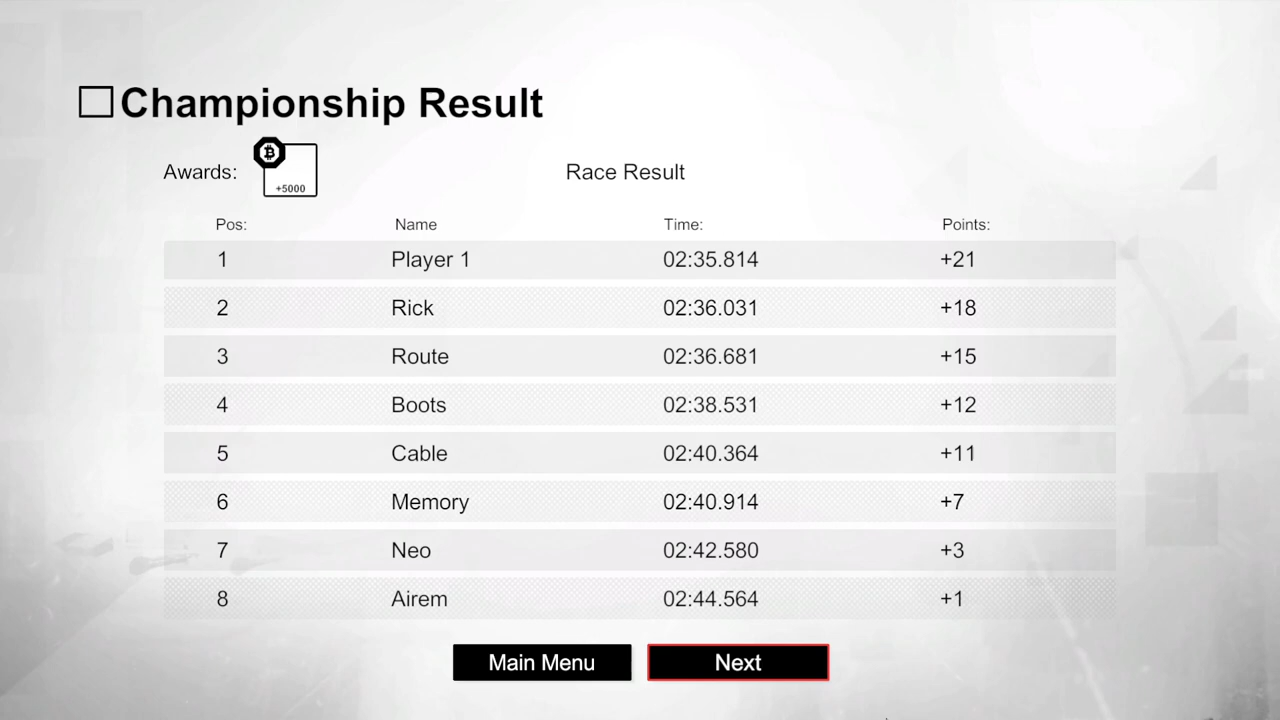 Championship Result
Awards: +5000 Race Result
Pos: Name Time: Points:
1 Player 1 02:35.814 +21
2 Rick 02:36.031 +18
3 Route 02:36.681 +15
4 Boots 02:38.531 +12
5 Cable 02:40.364 +11
6 Memory 02:40.914 +7
7 Neo 02:42.580 +3
8 Airem 02:44.564 +1
Main Menu Next